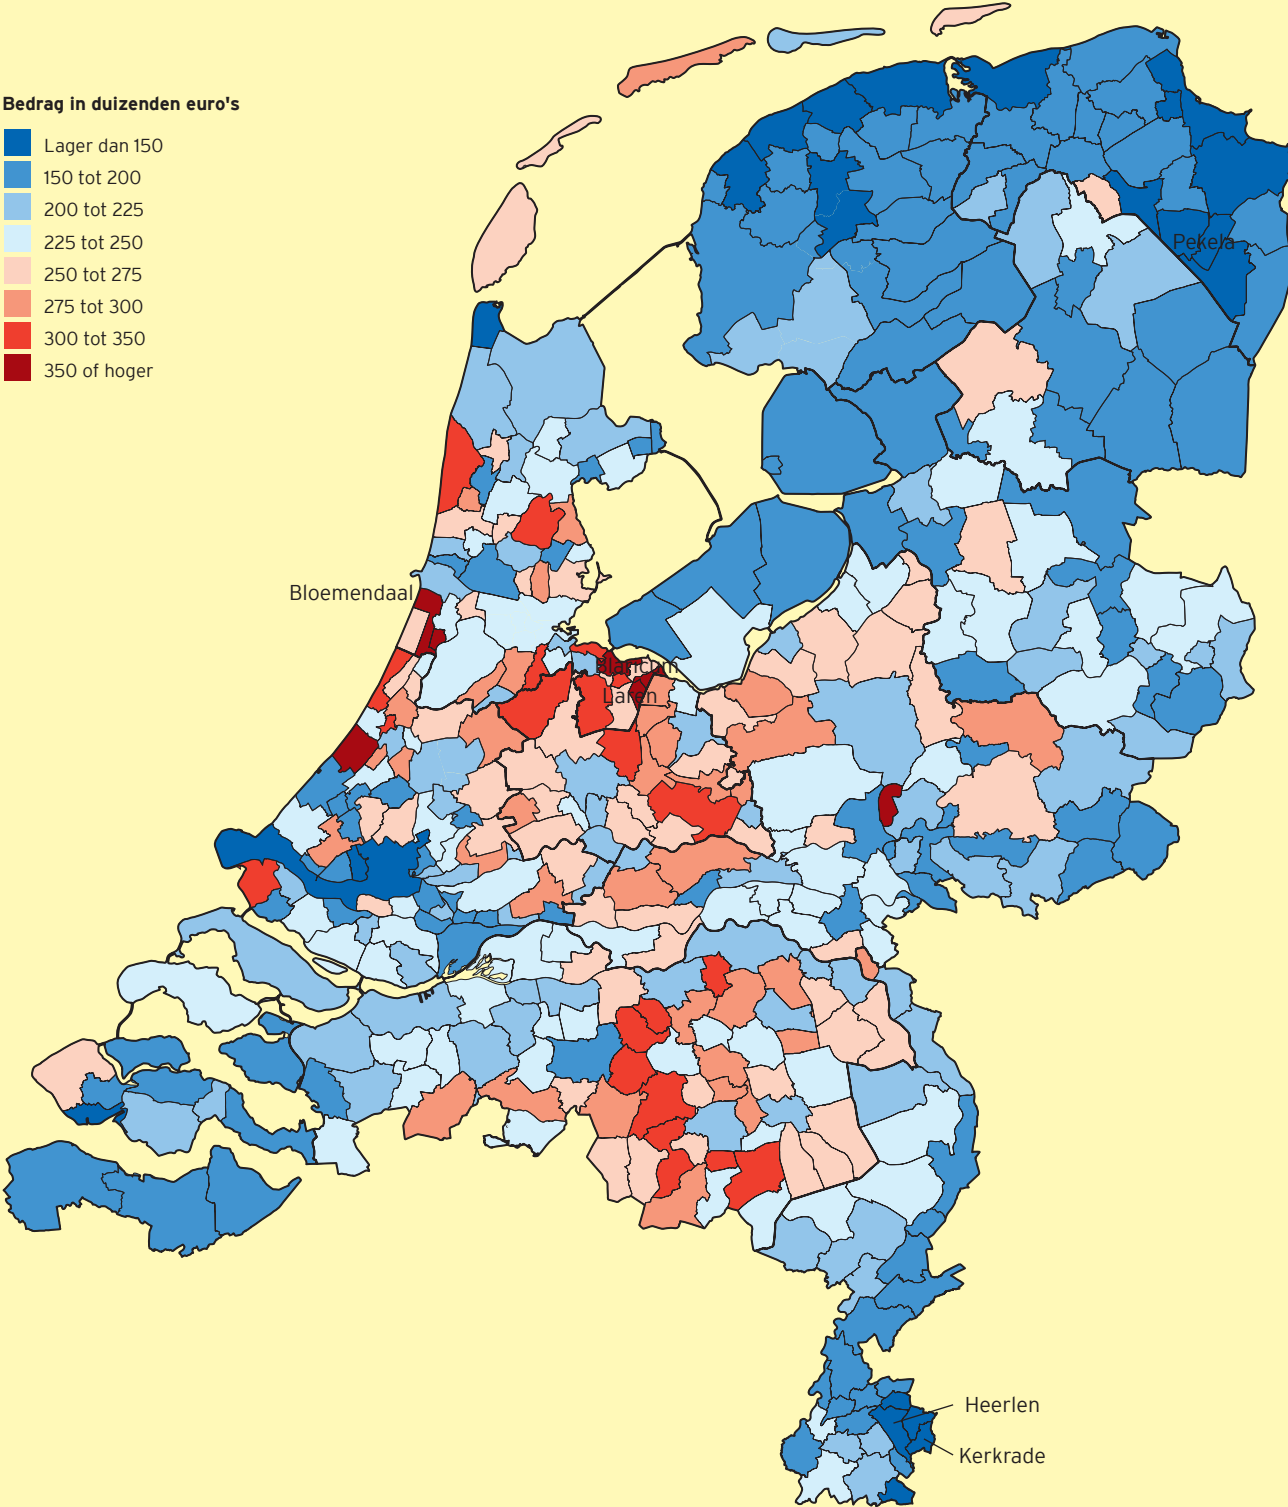 Bedrag in duizenden euro's
Lager dan 150
150 tot 200
200 tot 225
225 tot 250
250 tot 275
275 tot 300
300 tot 350
350 of hoger
Pekela
Bloemendaal
Blaricum
Laren
Heerlen
Kerkrade